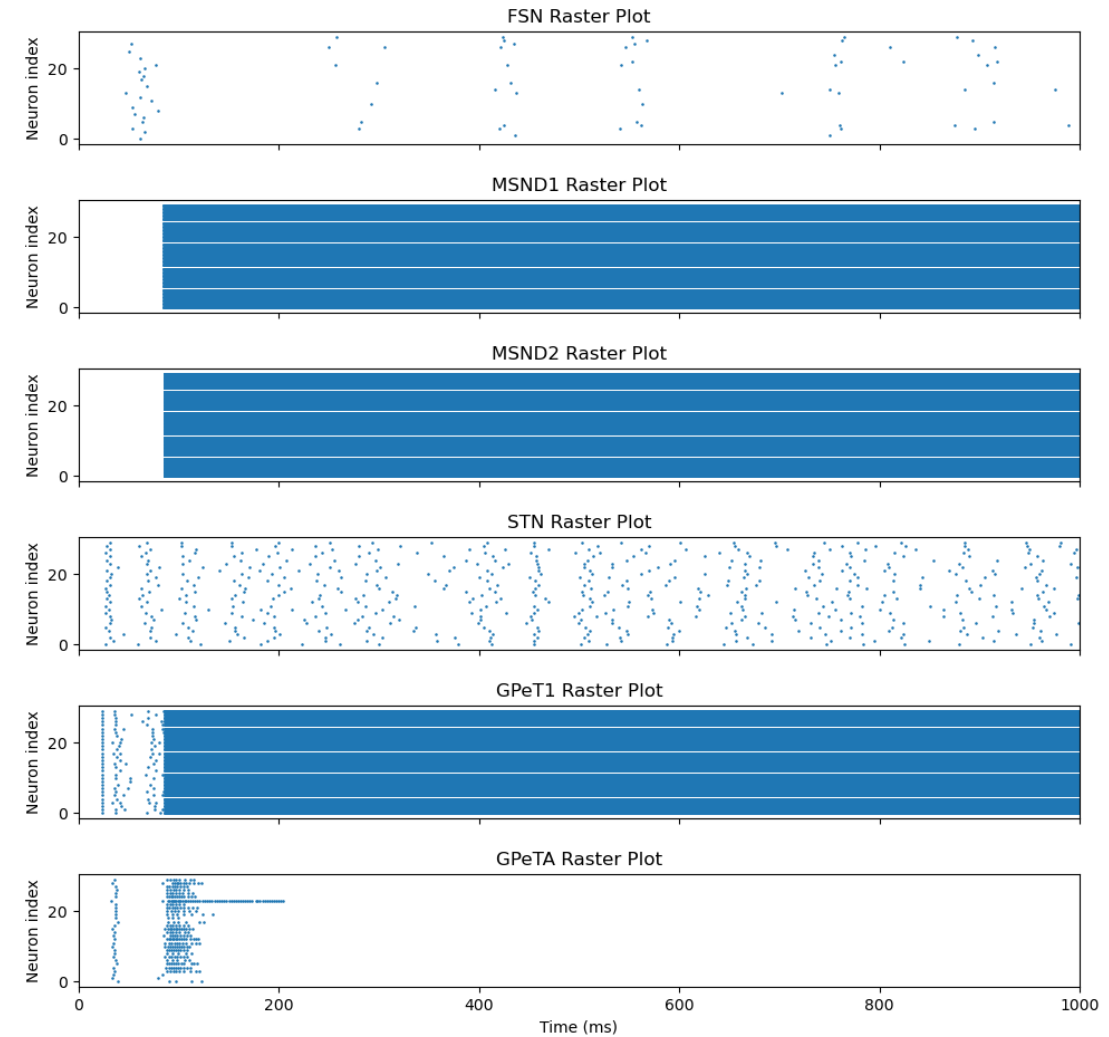 FSN Raster Plot
Neuron index
20
0
MSND1 Raster Plot
Neuron index
20
0
MSND2 Raster Plot
Neuron index
20
0
STN Raster Plot
Neuron index
20
0
GPeT1 Raster Plot
Neuron index
20
0
GPeTA Raster Plot
Neuron index
20
0
0 200 400 600 800 1000
Time (ms)